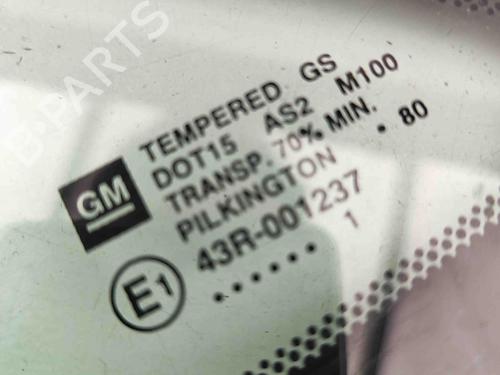 B-PARTS
TEMPERED GS
DOT15 AS2 M100
TRANSP. 70% MIN.
PILKINGTON • 80
GM
43R-001237
E1
•••••• 1